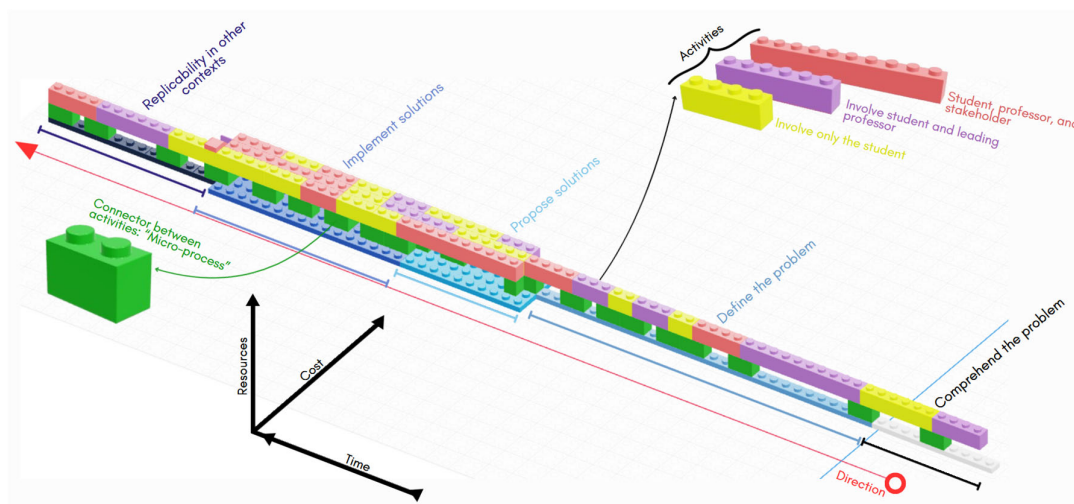 Replicability in other
contexts
Implement solutions
Propose solutions
Define the problem
Comprehend the problem
Activities
Student, professor, and
stakeholder
Involve student and leading
professor
Involve only the student
Connector between
activities: "Micro-process"
Resources
Cost
Time
Direction